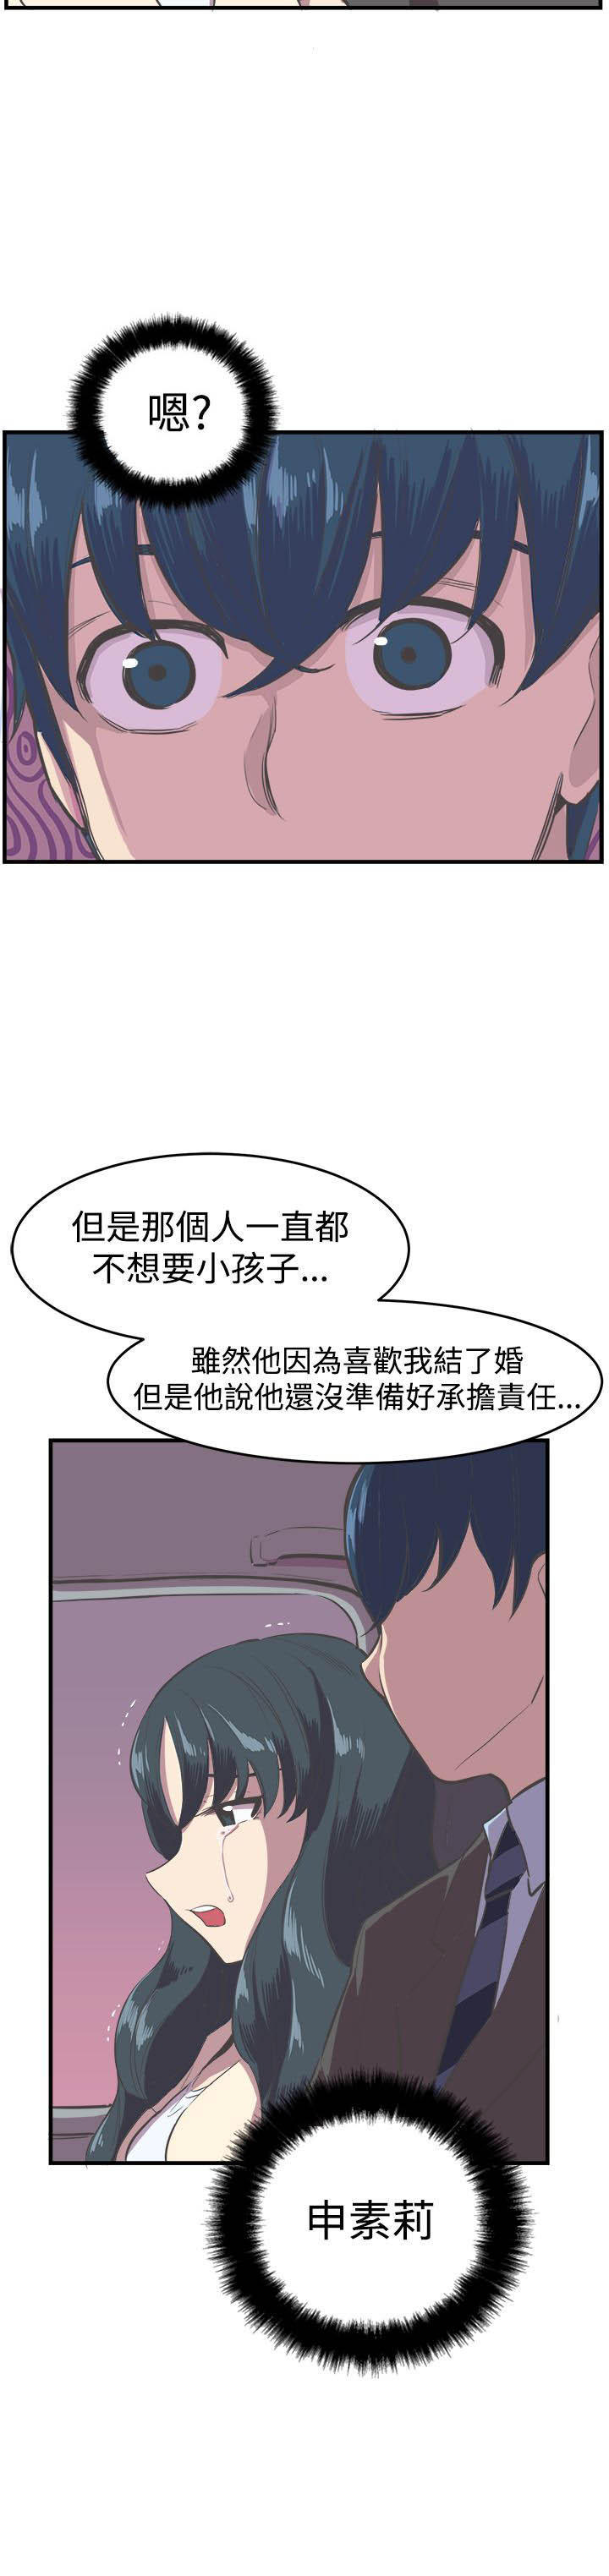 嗯?
但是那個人一直都
不想要小孩子...
雖然他因為喜歡我結了婚
但是他說他還沒準備好承擔責任...
申素莉